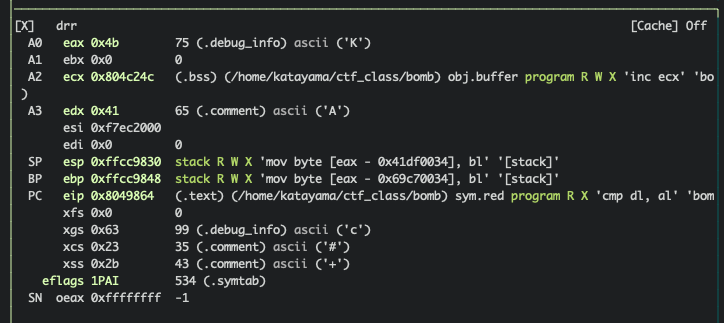 [X] drr [Cache] Off
A0 eax 0x4b 75 (.debug_info) ascii ('K')
A1 ebx 0x0 0
A2 ecx 0x804c24c (.bss) (/home/katayama/ctf_class/bomb) obj.buffer program R W X 'inc ecx' 'bo
)
A3 edx 0x41 65 (.comment) ascii ('A')
esi 0xf7ec2000
edi 0x0 0
SP esp 0xffcc9830 stack R W X 'mov byte [eax - 0x41df0034], bl' '[stack]'
BP ebp 0xffcc9848 stack R W X 'mov byte [eax - 0x69c70034], bl' '[stack]'
PC eip 0x8049864 (.text) (/home/katayama/ctf_class/bomb) sym.red program R X 'cmp dl, al' 'bom
xfs 0x0 0
xgs 0x63 99 (.debug_info) ascii ('c')
xcs 0x23 35 (.comment) ascii ('#')
xss 0x2b 43 (.comment) ascii ('+')
eflags 1PAI 534 (.symtab)
SN oeax 0xffffffff -1